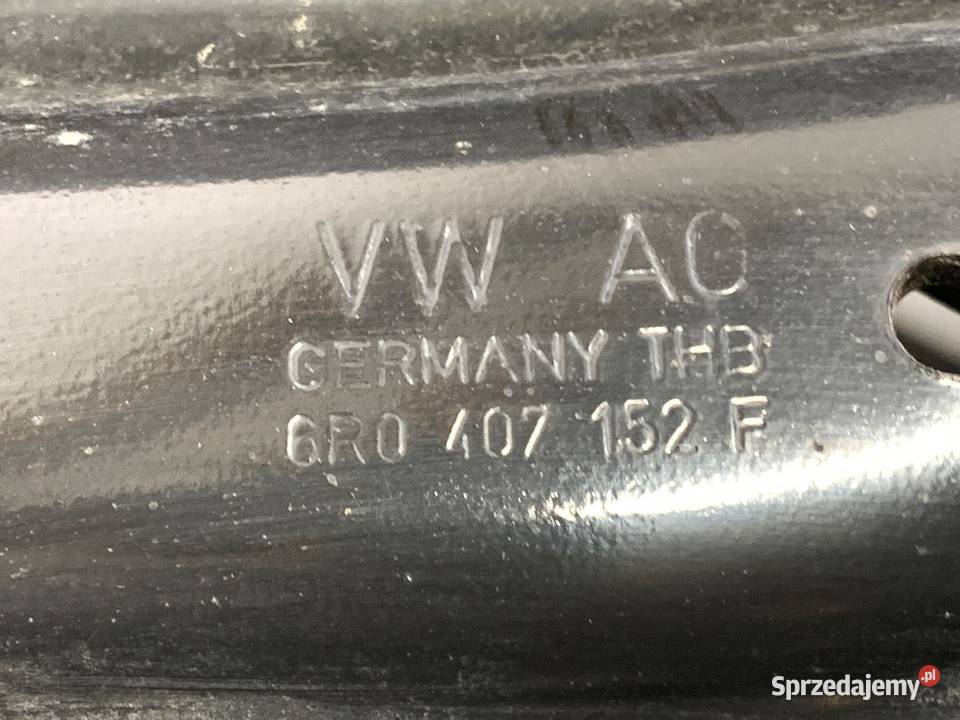 VW AG
GERMANY THB
6R0 407 152 F
Sprzedajemy.pl